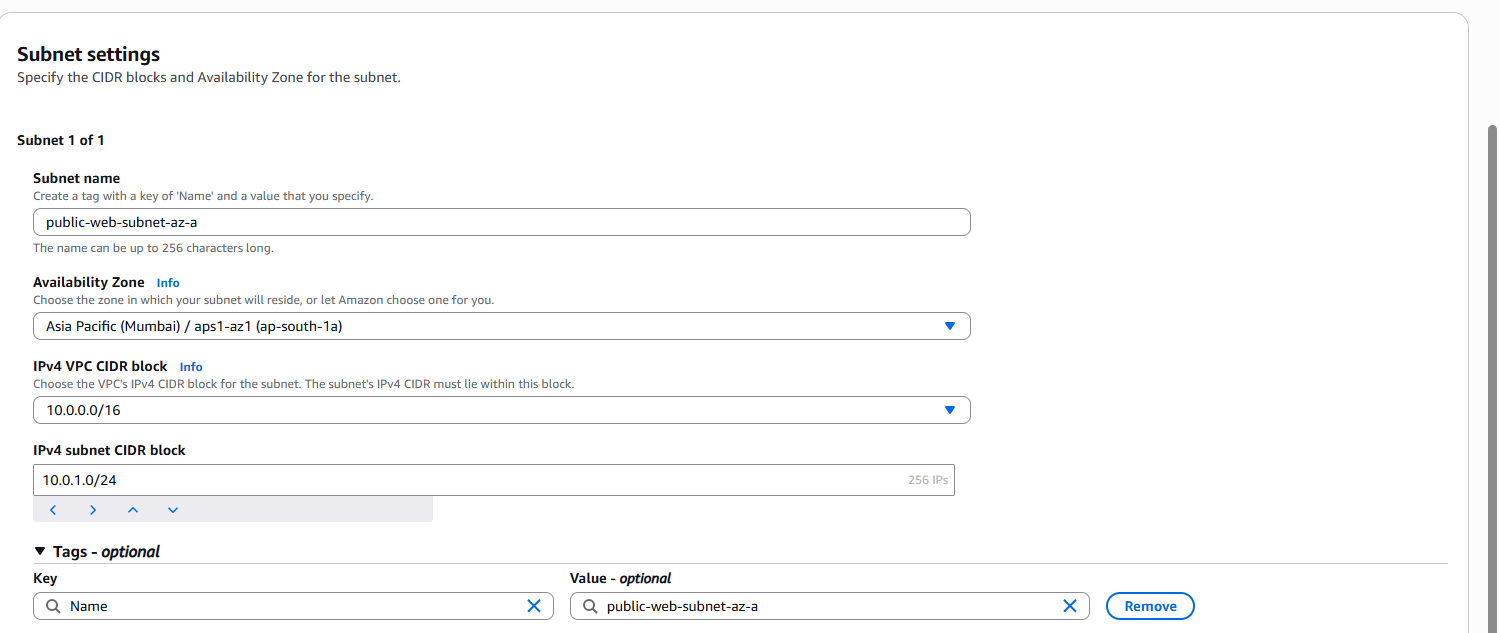 Subnet settings
Specify the CIDR blocks and Availability Zone for the subnet.
Subnet 1 of 1
Subnet name
Create a tag with a key of 'Name' and a value that you specify.
public-web-subnet-az-a
The name can be up to 256 characters long.
Availability Zone Info
Choose the zone in which your subnet will reside, or let Amazon choose one for you.
Asia Pacific (Mumbai) / aps1-az1 (ap-south-1a)
IPv4 VPC CIDR block Info
Choose the VPC's IPv4 CIDR block for the subnet. The subnet's IPv4 CIDR must lie within this block.
10.0.0.0/16
IPv4 subnet CIDR block
10.0.1.0/24 256 IPs
Tags - optional
Key Value - optional
Name public-web-subnet-az-a Remove